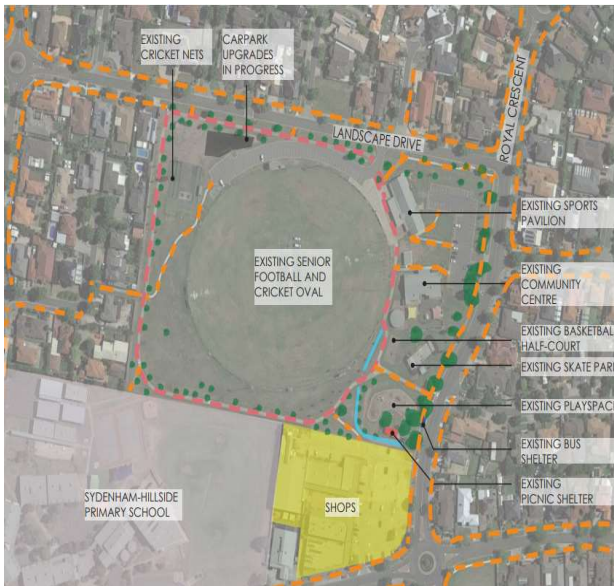 EXISTING
CRICKET NETS
CARPARK
UPGRADES
IN PROGRESS
LANDSCAPE DRIVE
ROYAL CRESCENT
EXISTING SPORTS
PAVILION
EXISTING SENIOR
FOOTBALL AND
CRICKET OVAL
EXISTING
COMMUNITY
CENTRE
EXISTING BASKETBALL
HALF-COURT
EXISTING SKATE PARK
EXISTING PLAYSPACE
EXISTING BUS
SHELTER
EXISTING
PICNIC SHELTER
SYDENHAM-HILLSIDE
PRIMARY SCHOOL
SHOPS